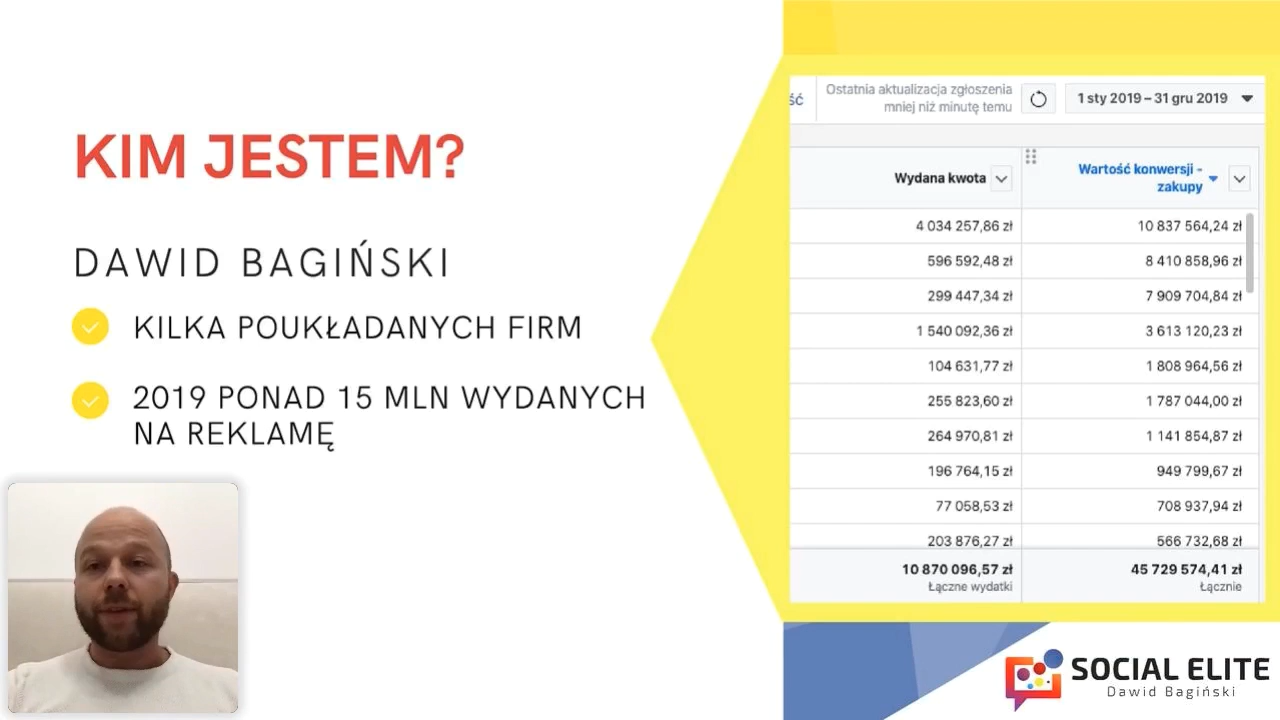 KIM JESTEM?
DAWID BAGIŃSKI
KILKA POUKŁADANYCH FIRM
2019 PONAD 15 MLN WYDANYCH
NA REKLAMĘ
ść
Ostatnia aktualizacja zgłoszenia
mniej niż minutę temu
1 sty 2019 – 31 gru 2019
Wydana kwota
Wartość konwersji -
zakupy
4 034 257,86 zł 10 837 564,24 zł
596 592,48 zł 8 410 858,96 zł
299 447,34 zł 7 909 704,84 zł
1 540 092,36 zł 3 613 120,23 zł
104 631,77 zł 1 808 964,56 zł
255 823,60 zł 1 787 044,00 zł
264 970,81 zł 1 141 854,87 zł
196 764,15 zł 949 799,67 zł
77 058,53 zł 708 937,94 zł
203 876,27 zł 566 732,68 zł
10 870 096,57 zł 45 729 574,41 zł
Łączne wydatki Łącznie
SOCIAL ELITE
Dawid Bagiński